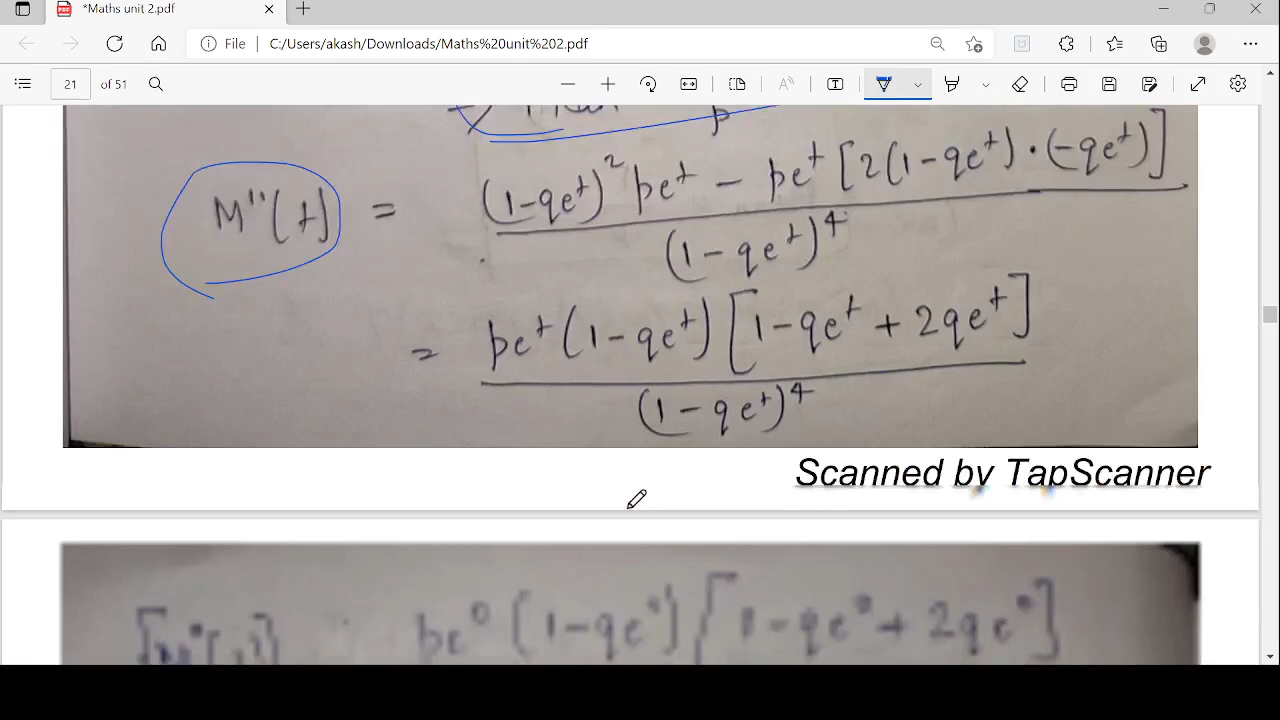 *Maths unit 2.pdf
File C:/Users/akash/Downloads/Maths%20unit%202.pdf
21 of 51
M''(t) = (1-qe^t)^2 pe^t - pe^t [2(1-qe^t)·(-qe^t)]
(1-qe^t)^4
= pe^t (1-qe^t) [1-qe^t + 2qe^t]
(1-qe^t)^4
Scanned by TapScanner
pe^0 (1-qe^0) [1-qe^0 + 2qe^0]